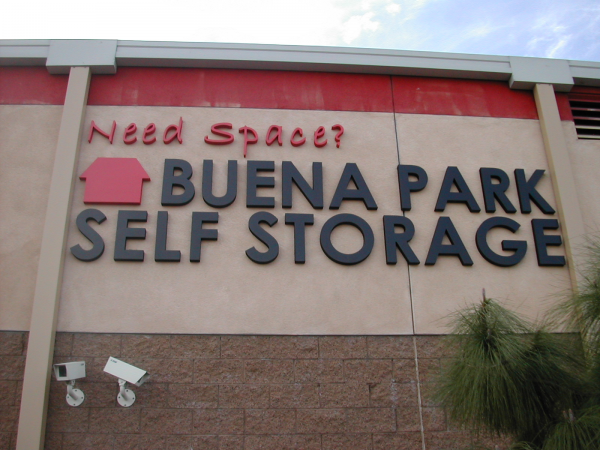 Need Space?
BUENA PARK
SELF STORAGE